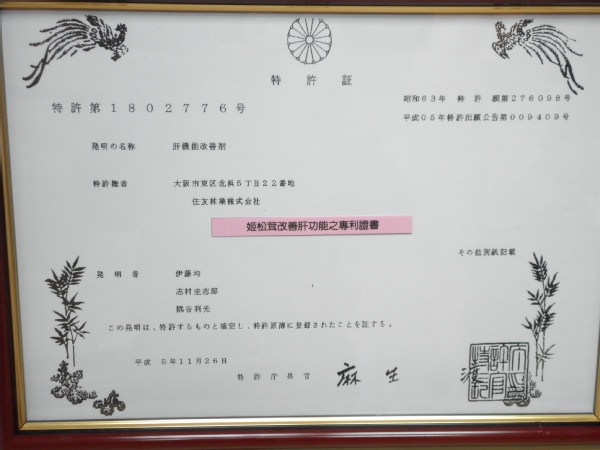 特許証
特許第1802776号
昭和63年 特許願第276098号
平成05年特許出願公告第009409号
発明の名称 肝機能改善剤
特許権者 大阪市東区北浜5丁目22番地
住友林業株式会社
姬松茸改善肝功能之專利證書
その他別紙記載
発明者 伊藤均
志村圭志郎
隅谷利光
この発明は、特許するものと確定し、特許原簿に登録されたことを証する。
平成 5年11月26日
特許庁長官 麻生 渡